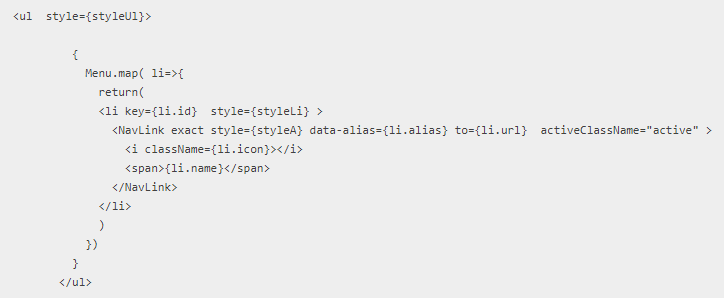 <ul  style={styleUl}>
{
Menu.map( li=>{
return(
<li key={li.id}  style={styleLi} >
<NavLink exact style={styleA} data-alias={li.alias} to={li.url}  activeClassName="active" >
<i className={li.icon}></i>
<span>{li.name}</span>
</NavLink>
</li>
)
})
}
</ul>